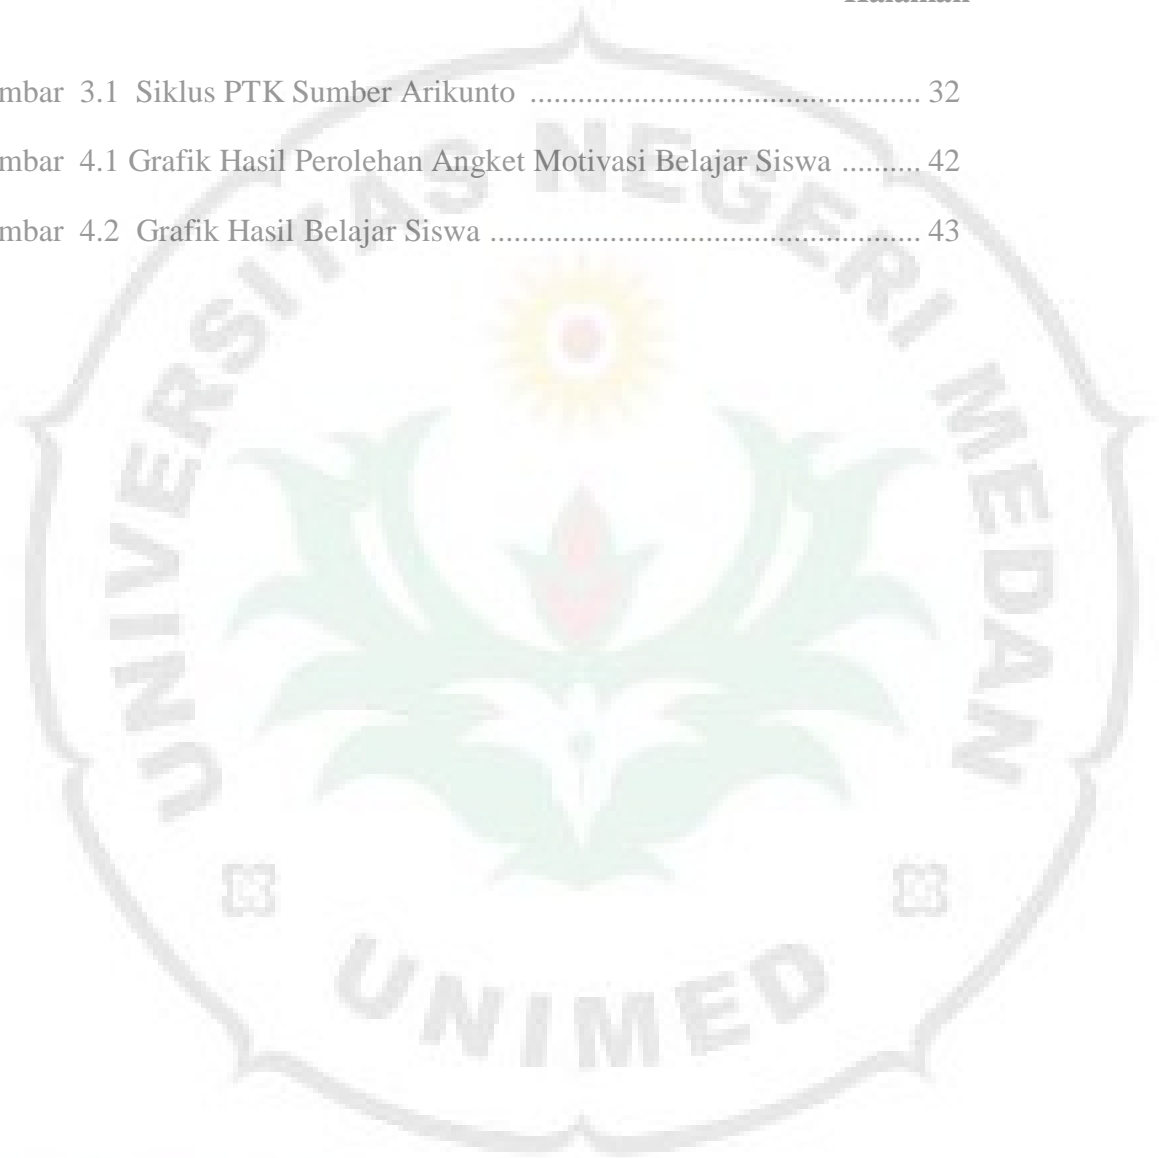 mbar 3.1 Siklus PTK Sumber Arikunto ......................................... 32
mbar 4.1 Grafik Hasil Perolehan Angket Motivasi Belajar Siswa .......... 42
mbar 4.2 Grafik Hasil Belajar Siswa ............................................. 43
UNIVERSITAS NEGERI MEDAN
UNIMED